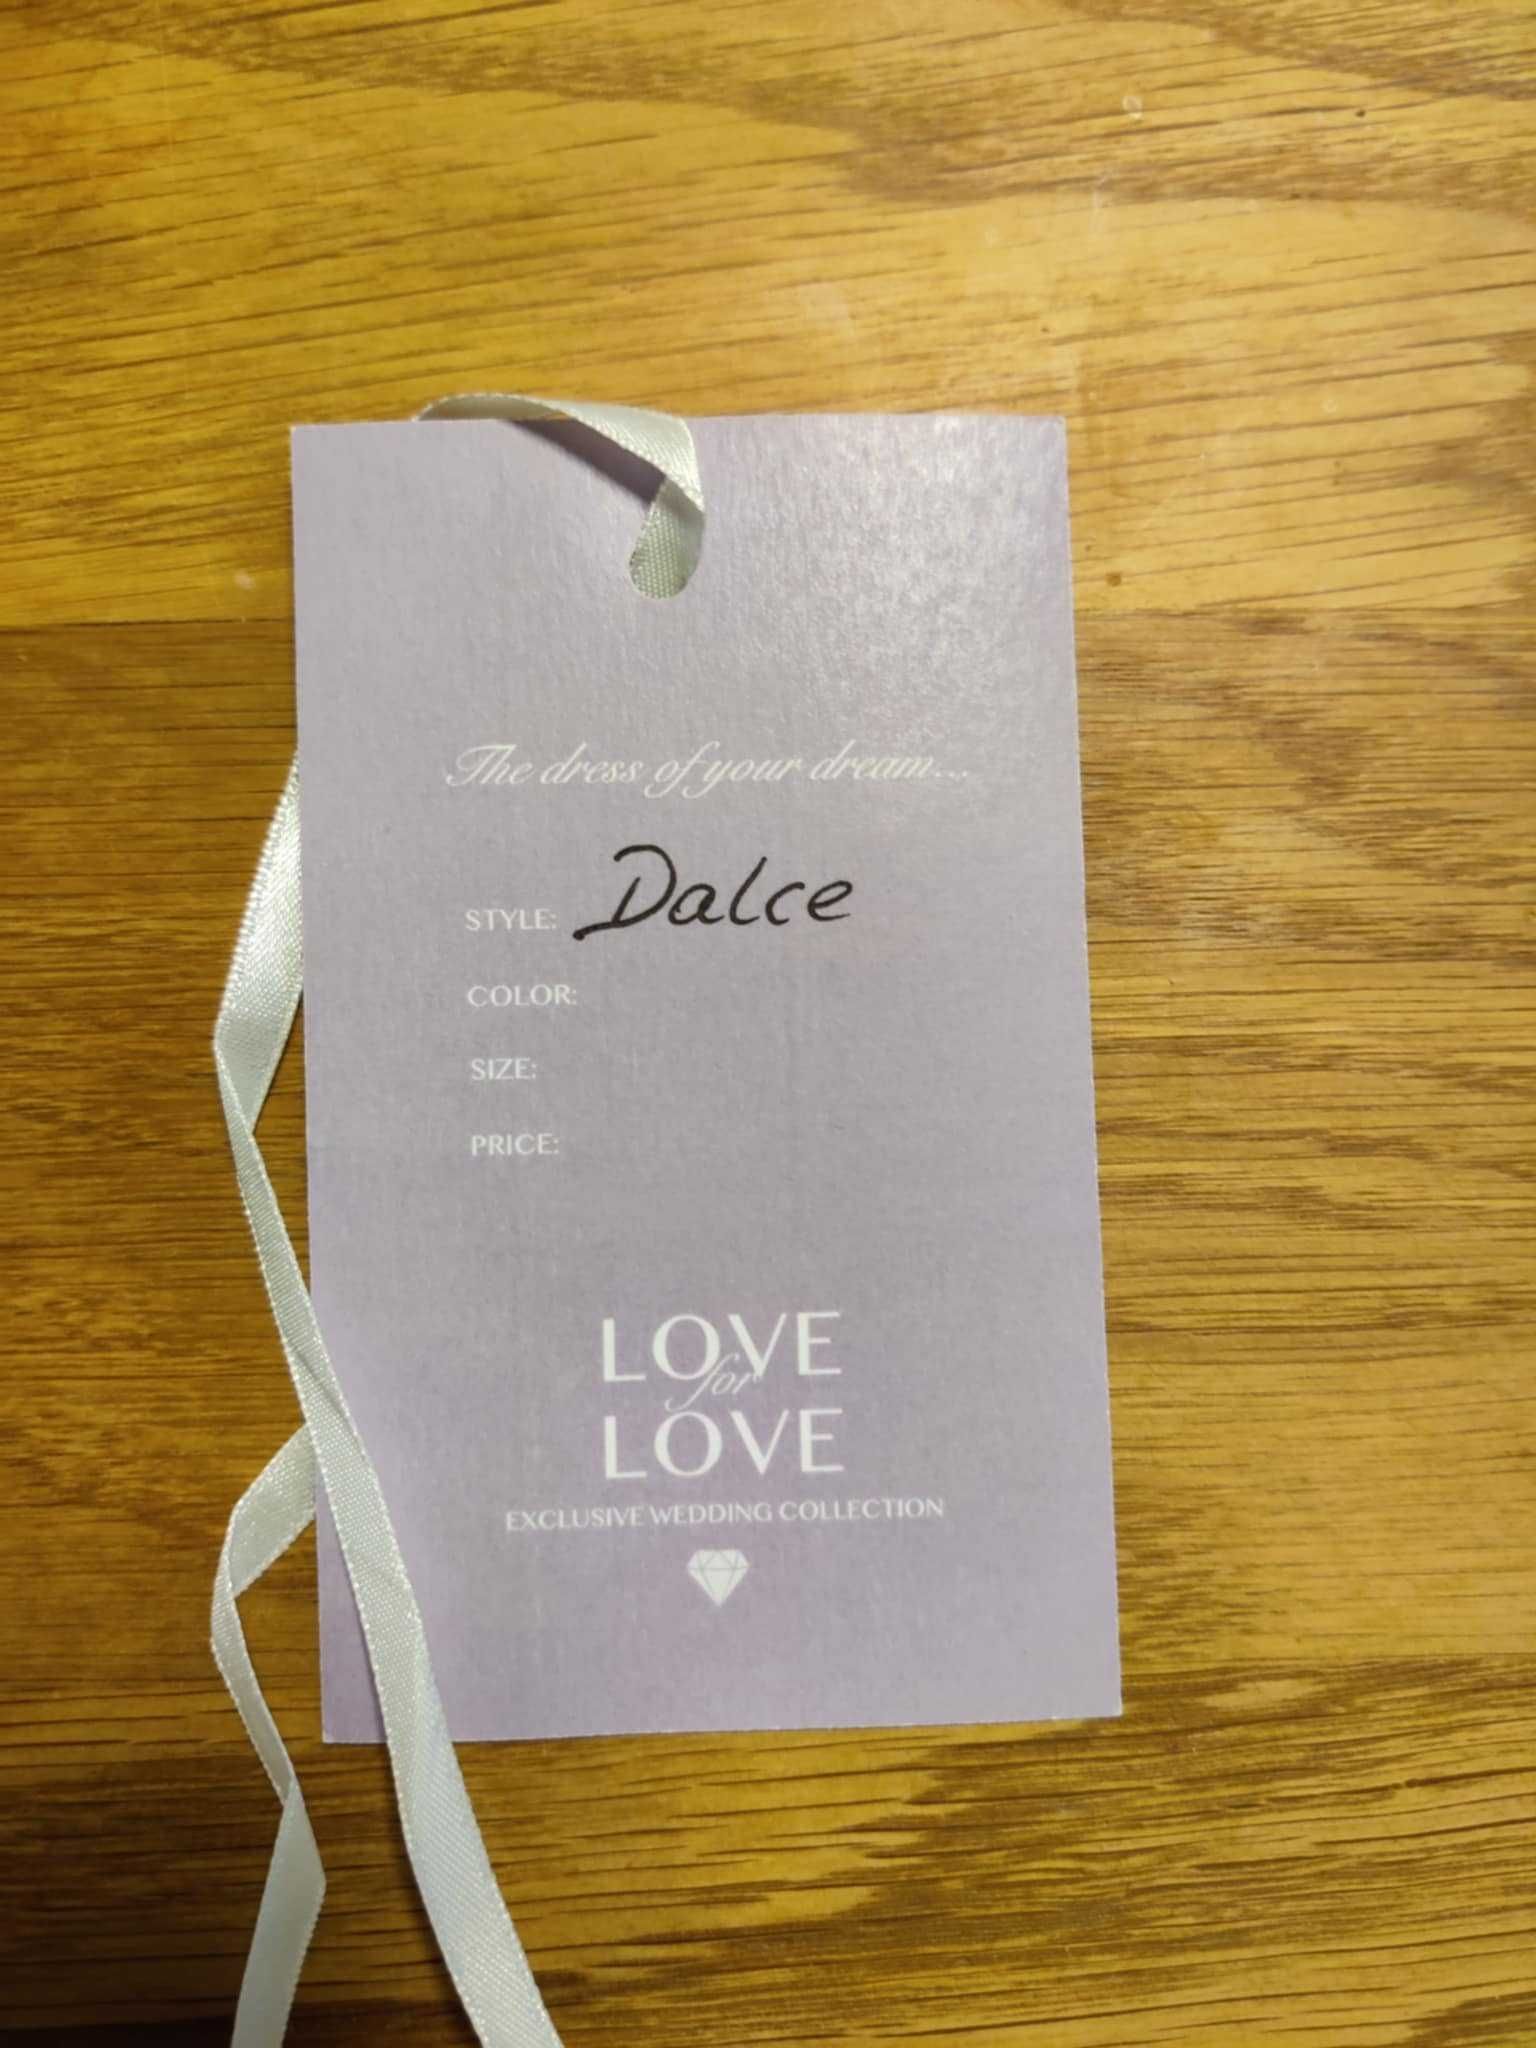 The dress of your dream...
STYLE: Dalce
COLOR:
SIZE:
PRICE:
LOVE
for
LOVE
EXCLUSIVE WEDDING COLLECTION